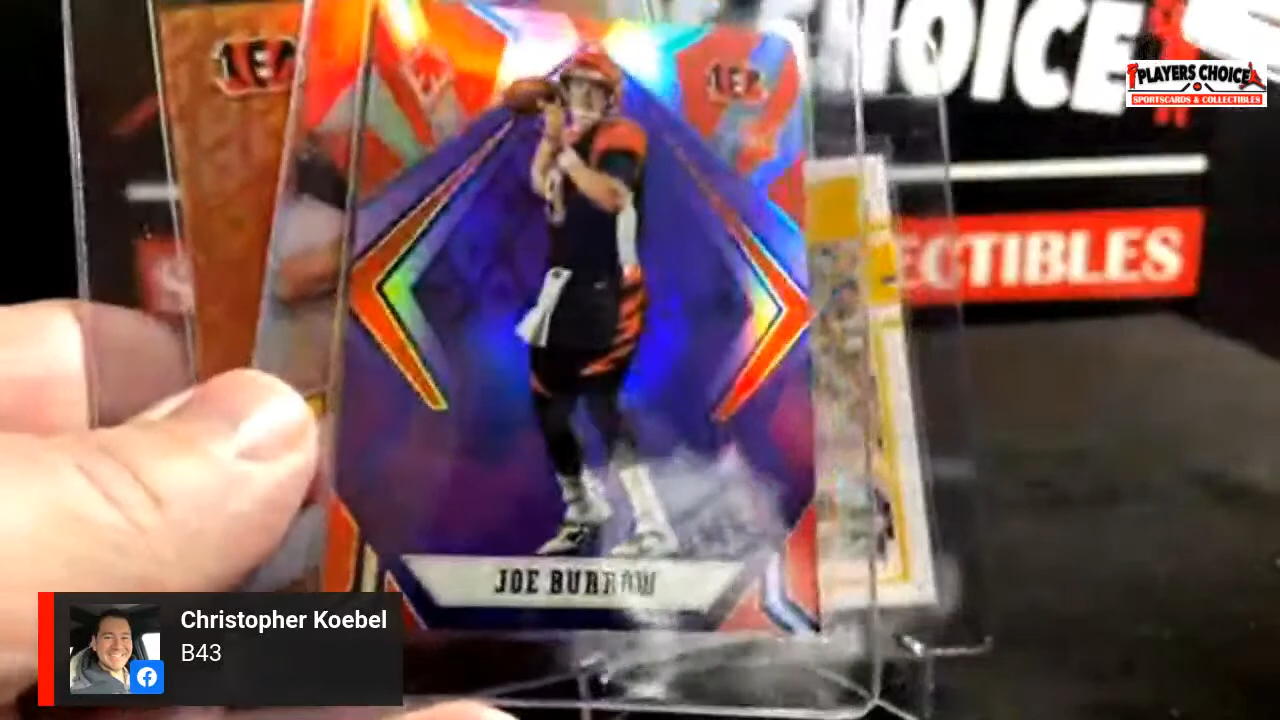 HOICE
PLAYERS CHOICE
SPORTSCARDS & COLLECTIBLES
ECTIBLES
JOE BURROW
Christopher Koebel
B43